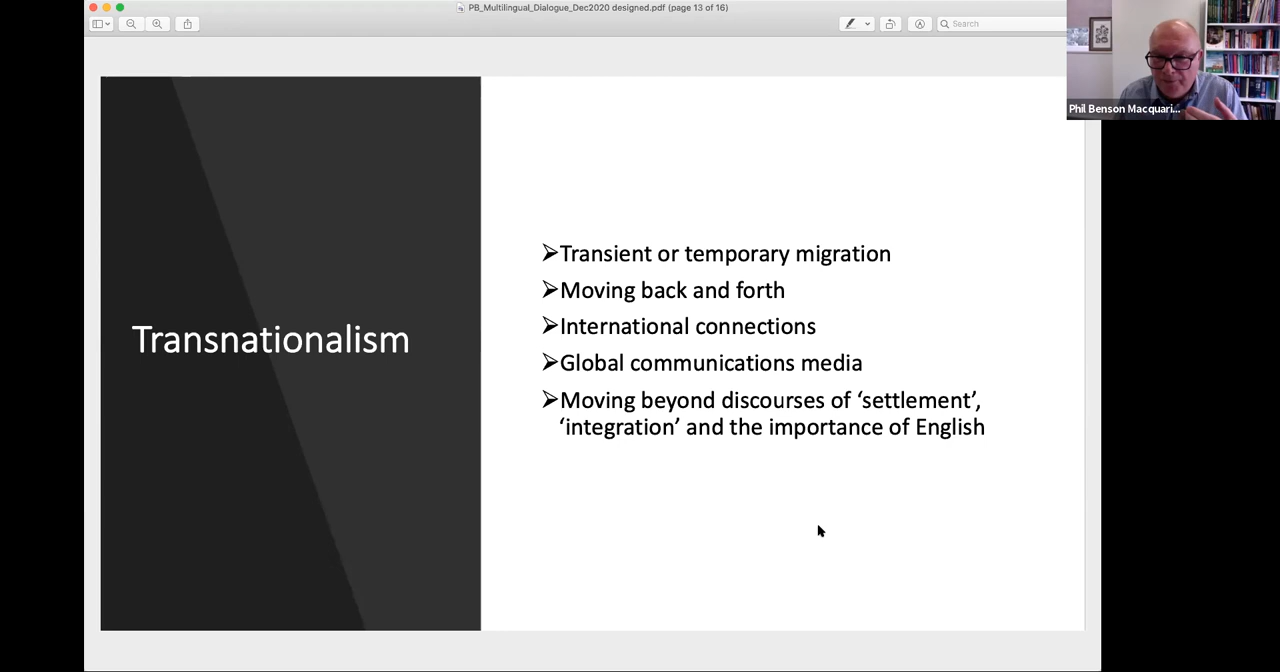 PB_Multilingual_Dialogue_Dec2020 designed.pdf (page 13 of 16)
Search
Phil Benson Macquari...
Transnationalism
➢Transient or temporary migration
➢Moving back and forth
➢International connections
➢Global communications media
➢Moving beyond discourses of ‘settlement’,
‘integration’ and the importance of English